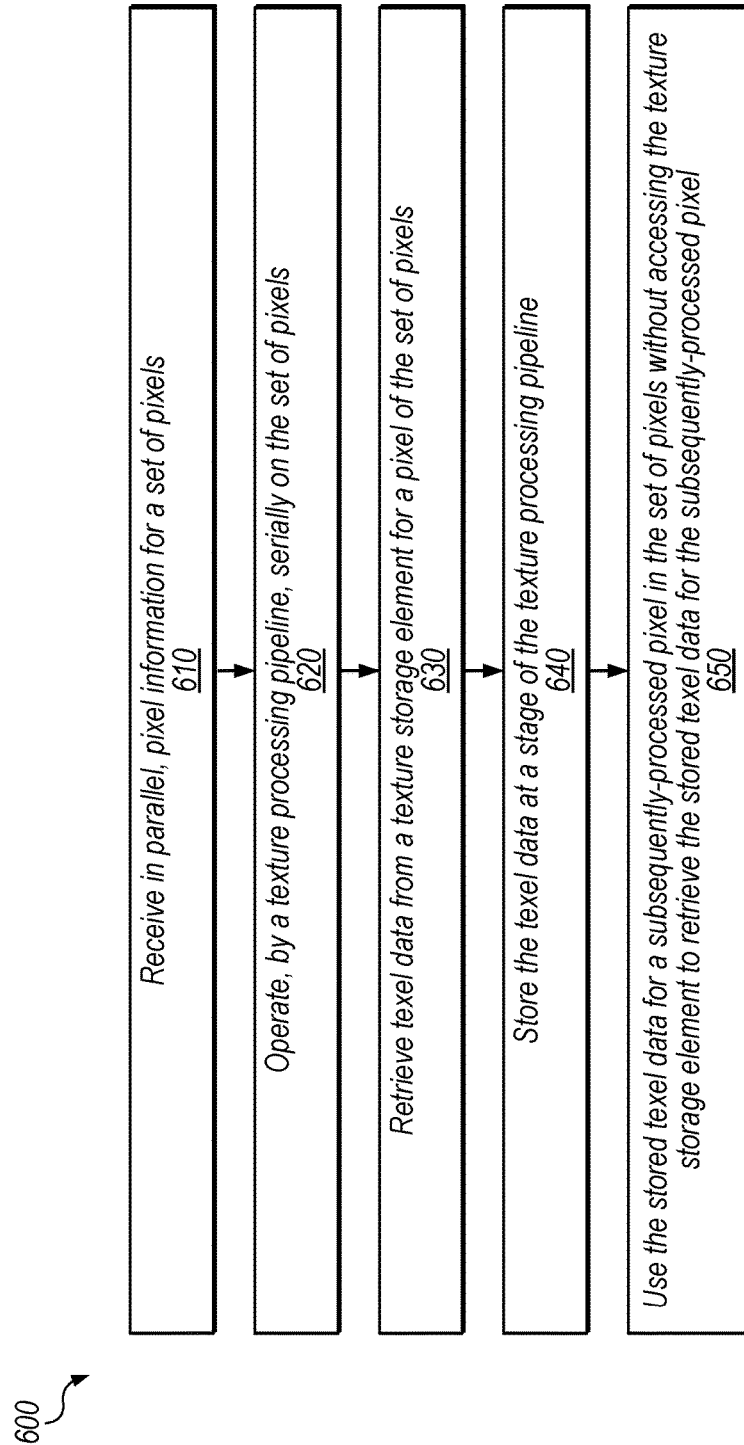 600
Receive in parallel, pixel information for a set of pixels
610
Operate, by a texture processing pipeline, serially on the set of pixels
620
Retrieve texel data from a texture storage element for a pixel of the set of pixels
630
Store the texel data at a stage of the texture processing pipeline
640
Use the stored texel data for a subsequently-processed pixel in the set of pixels without accessing the texture
storage element to retrieve the stored texel data for the subsequently-processed pixel
650